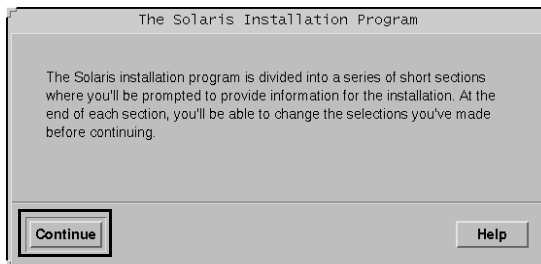 The Solaris Installation Program
The Solaris installation program is divided into a series of short sections
where you'll be prompted to provide information for the installation. At the
end of each section, you'll be able to change the selections you've made
before continuing.
Continue
Help